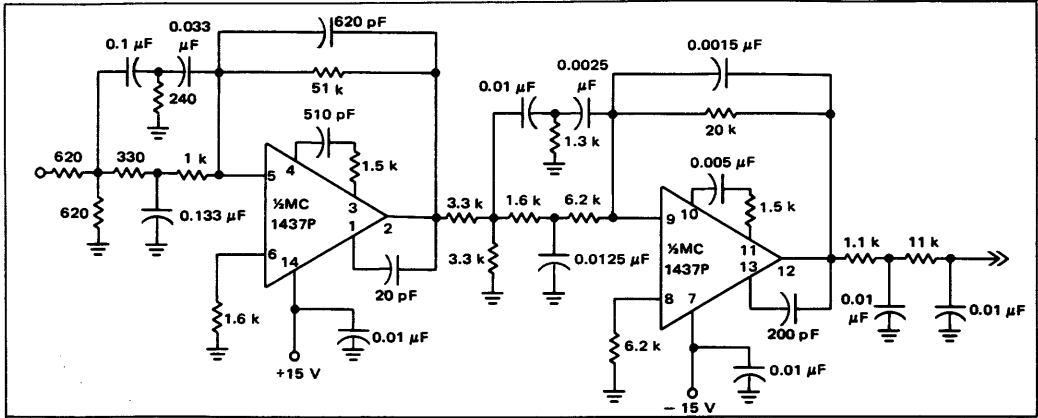 620 pF
0.033
μF
0.1 μF
51 k
240
510 pF
1.5 k
620
330
1 k
5
4
3
½MC
1437P
1
2
620
0.133 μF
6
14
20 pF
1.6 k
0.01 μF
+15 V
0.0015 μF
0.0025
μF
0.01 μF
20 k
1.3 k
0.005 μF
1.5 k
3.3 k
1.6 k
6.2 k
9
10
11
½MC
1437P
13
12
3.3 k
0.0125 μF
8
7
200 pF
6.2 k
0.01 μF
- 15 V
1.1 k
11 k
0.01
μF
0.01 μF